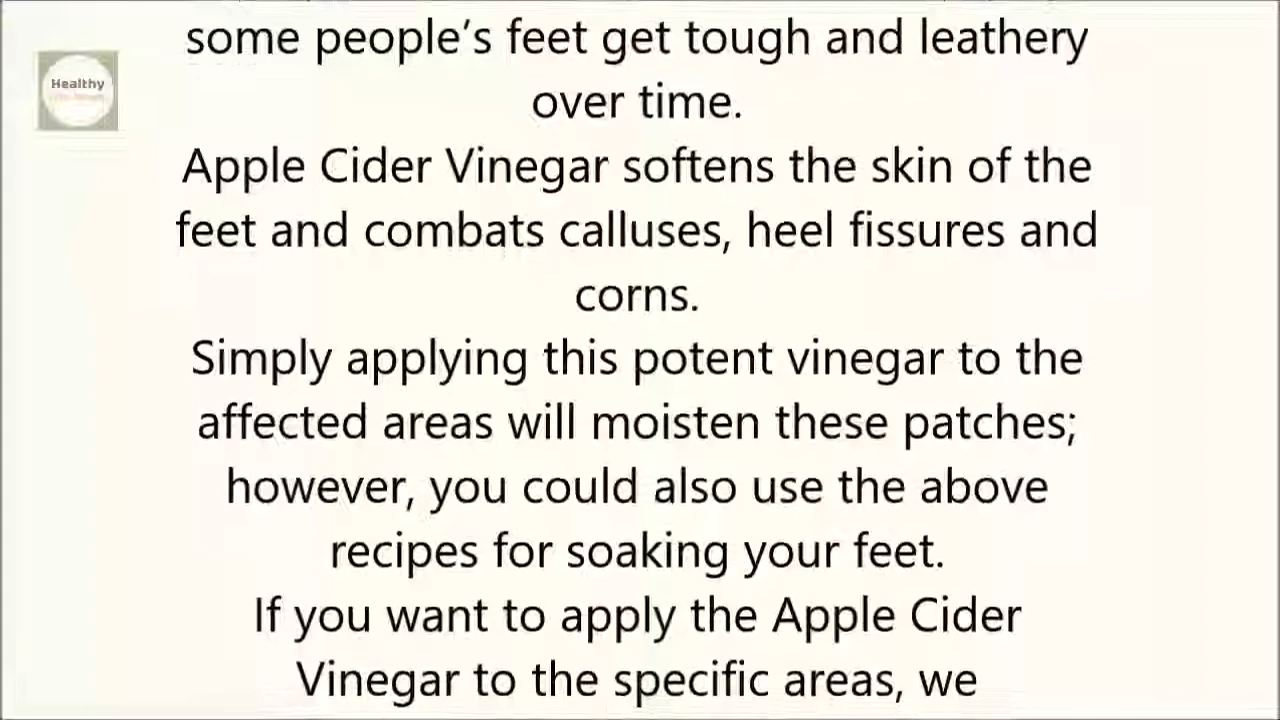 some people's feet get tough and leathery
over time.
Healthy
Apple Cider Vinegar softens the skin of the
feet and combats calluses, heel fissures and
corns.
Simply applying this potent vinegar to the
affected areas will moisten these patches;
however, you could also use the above
recipes for soaking your feet.
If you want to apply the Apple Cider
Vinegar to the specific areas, we